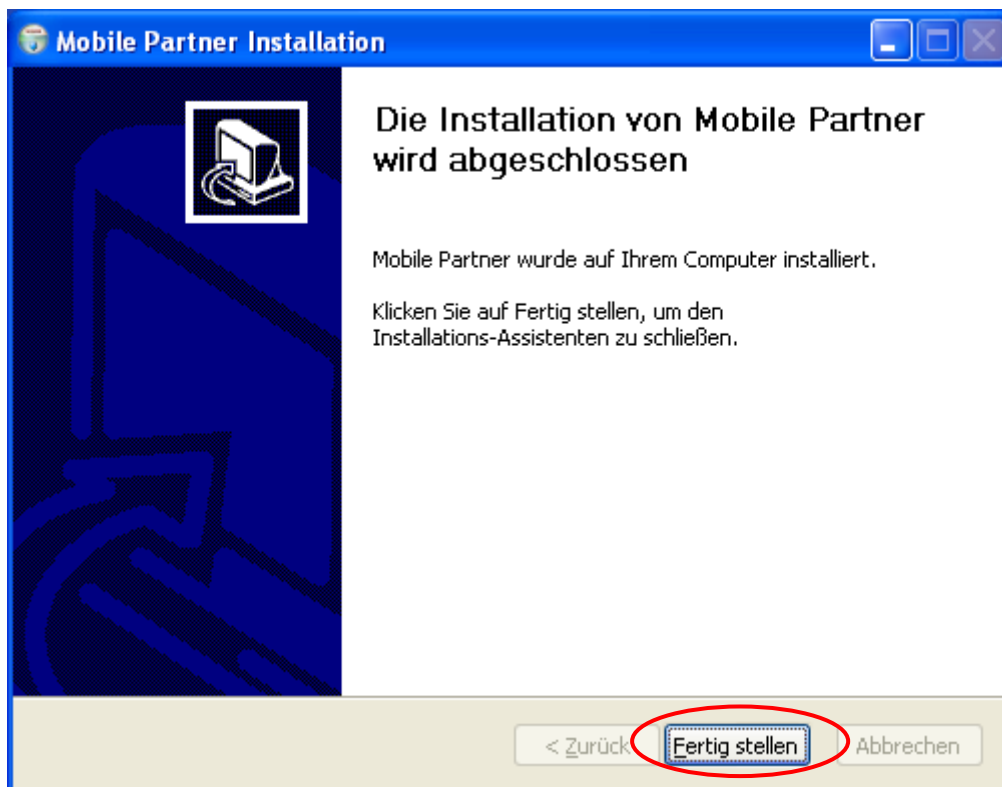 Mobile Partner Installation
Die Installation von Mobile Partner
wird abgeschlossen
Mobile Partner wurde auf Ihrem Computer installiert.
Klicken Sie auf Fertig stellen, um den
Installations-Assistenten zu schließen.
< Zurück Fertig stellen Abbrechen